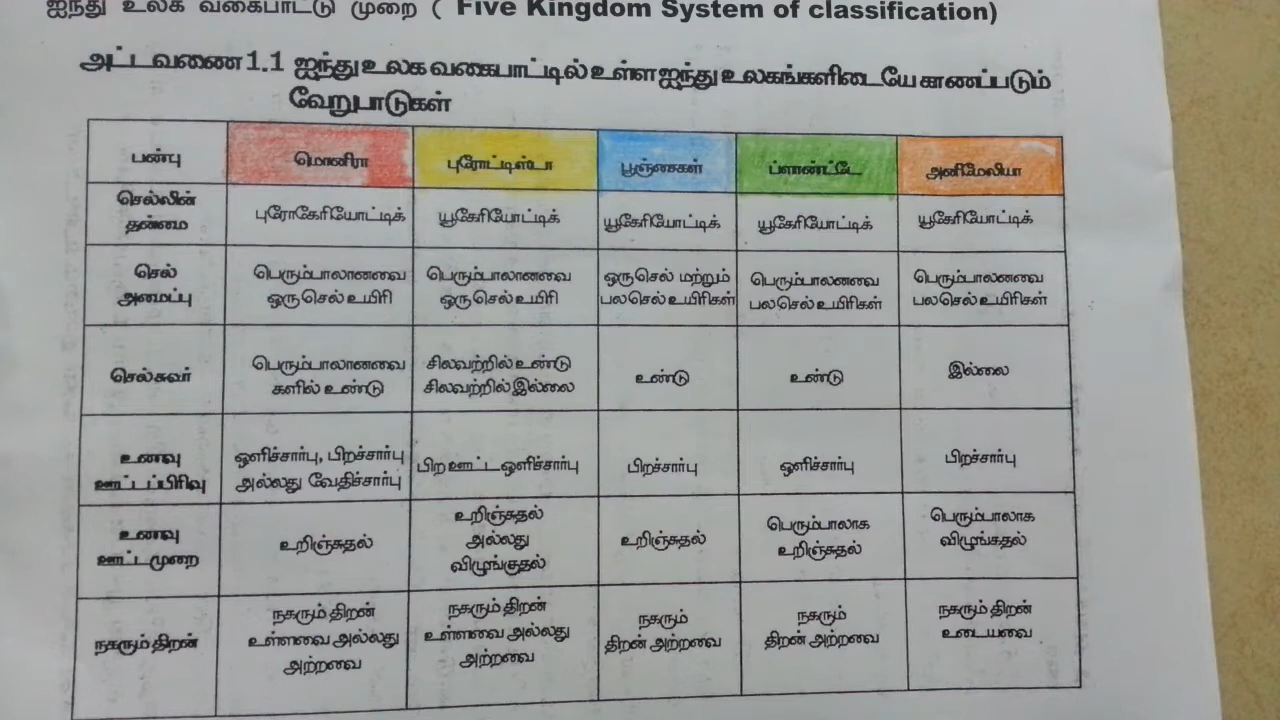 ஐந்து உலக வகைபாட்டு முறை ( Five Kingdom System of classification)
அட்டவணை 1.1 ஐந்து உலக வகைபாட்டில் உள்ள ஐந்து உலகங்களிடையே காணப்படும்
வேறுபாடுகள்
பண்பு மொனிரா புரோட்டிஸ்டா பூஞ்சைகள் ப்ளாண்ட்டே அனிமேலியா
செல்லின்
தன்மை
புரோகேரியோட்டிக் யூகேரியோட்டிக் யூகேரியோட்டிக் யூகேரியோட்டிக் யூகேரியோட்டிக்
செல்
அமைப்பு
பெரும்பாலானவை
ஒரு செல் உயிரி
பெரும்பாலானவை
ஒரு செல் உயிரி
ஒரு செல் மற்றும்
பலசெல் உயிரிகள்
பெரும்பாலனவை
பலசெல் உயிரிகள்
பெரும்பாலனவை
பலசெல் உயிரிகள்
செல்சுவர்
பெரும்பாலானவை
களில் உண்டு
சிலவற்றில் உண்டு
சிலவற்றில் இல்லை
உண்டு
உண்டு
இல்லை
உணவு
ஊட்டப்பிரிவு
ஒளிச்சார்பு, பிறச்சார்பு
அல்லது வேதிச்சார்பு
பிற ஊட்ட ஒளிச்சார்பு
பிறச்சார்பு
ஒளிச்சார்பு
பிறச்சார்பு
உணவு
ஊட்டமுறை
உறிஞ்சுதல்
உறிஞ்சுதல்
அல்லது
விழுங்குதல்
உறிஞ்சுதல்
பெரும்பாலாக
உறிஞ்சுதல்
பெரும்பாலாக
விழுங்கதல்
நகரும் திறன்
நகரும் திறன்
உள்ளவை அல்லது
அற்றவை
நகரும் திறன்
உள்ளவை அல்லது
அற்றவை
நகரும்
திறன் அற்றவை
நகரும்
திறன் அற்றவை
நகரும் திறன்
உடையவை